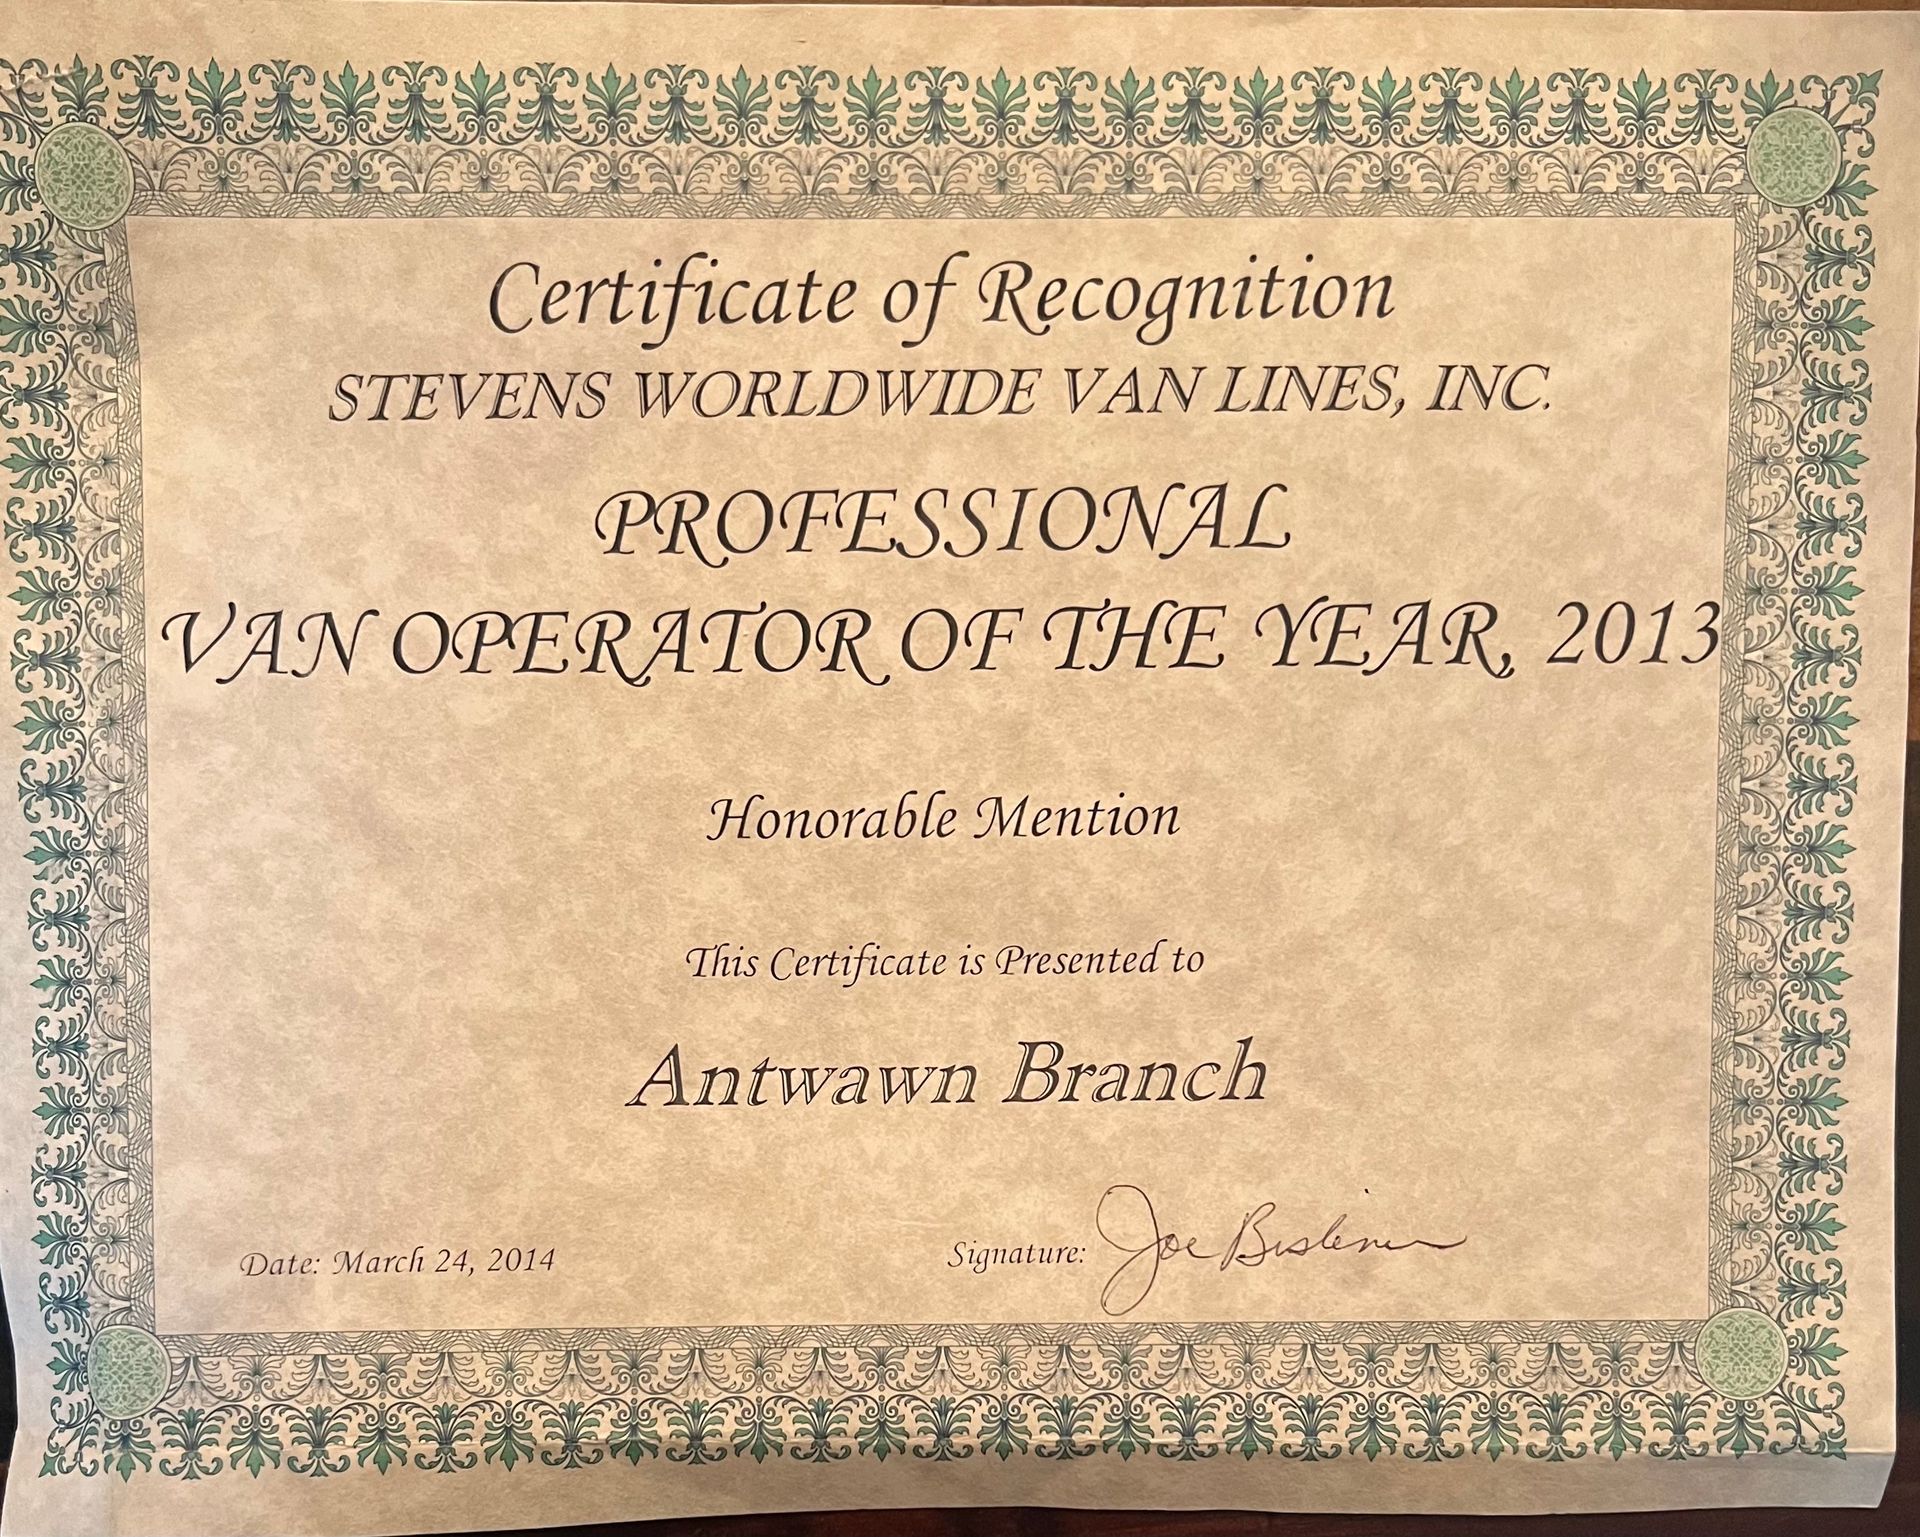 Certificate of Recognition
STEVENS WORLDWIDE VAN LINES, INC.
PROFESSIONAL
VAN OPERATOR OF THE YEAR, 2013
Honorable Mention
This Certificate is Presented to
Antwawn Branch
Date: March 24, 2014
Signature: Joe